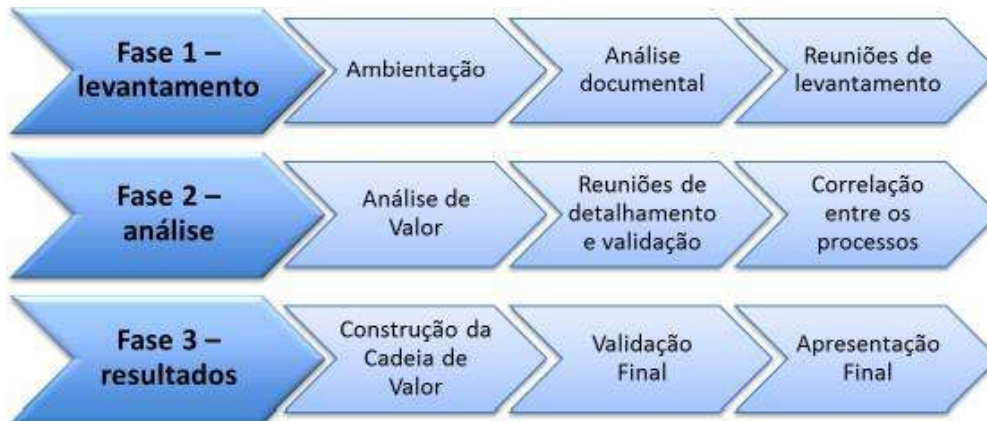 Fase 1 –
levantamento
Ambientação
Análise
documental
Reuniões de
levantamento
Fase 2 –
análise
Análise de
Valor
Reuniões de
detalhamento
e validação
Correlação
entre os
processos
Fase 3 –
resultados
Construção da
Cadeia de
Valor
Validação
Final
Apresentação
Final